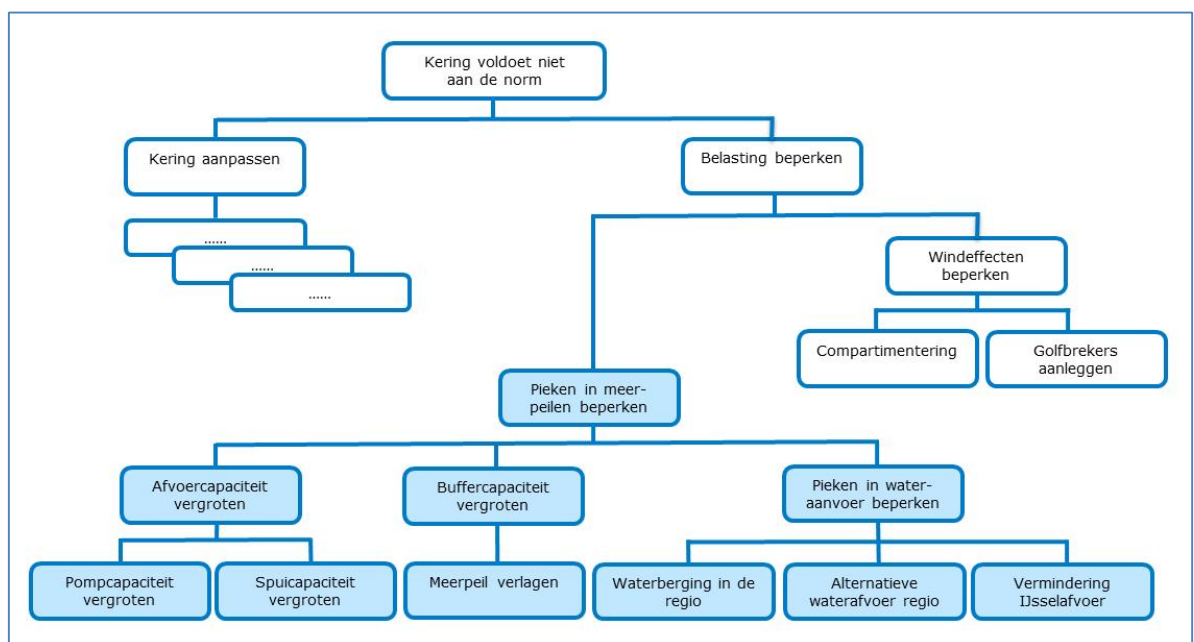 Kering voldoet niet
aan de norm
Kering aanpassen
Belasting beperken
......
......
......
Windeffecten
beperken
Compartimentering
Golfbrekers
aanleggen
Pieken in meer-
peilen beperken
Afvoercapaciteit
vergroten
Buffercapaciteit
vergroten
Pieken in water-
aanvoer beperken
Pompcapaciteit
vergroten
Spuicapaciteit
vergroten
Meerpeil verlagen
Waterberging in de
regio
Alternatieve
waterafvoer regio
Vermindering
IJsselafvoer